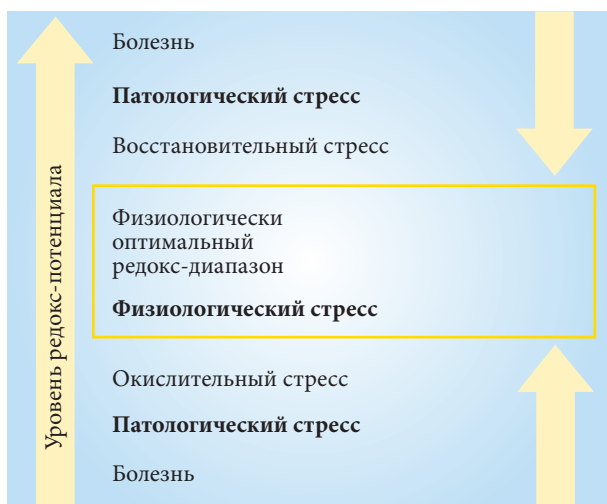 Болезнь
Патологический стресс
Восстановительный стресс
Физиологически
оптимальный
редокс-диапазон
Физиологический стресс
Окислительный стресс
Патологический стресс
Болезнь
Уровень редокс-потенциала